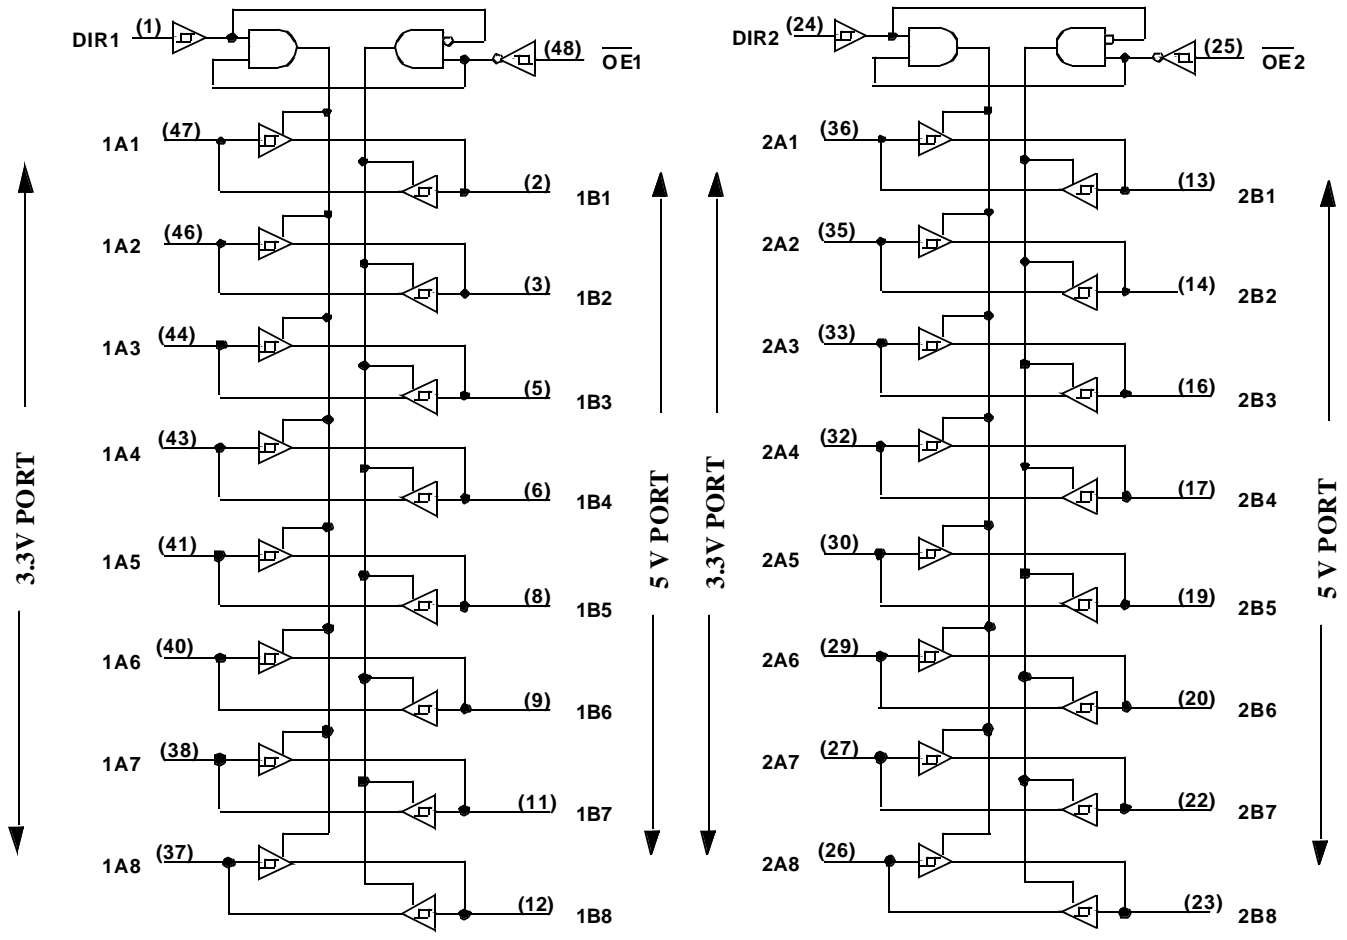 DIR1 (1) (48) OE1
1A1 (47) (2) 1B1
1A2 (46) (3) 1B2
1A3 (44) (5) 1B3
1A4 (43) (6) 1B4
1A5 (41) (8) 1B5
1A6 (40) (9) 1B6
1A7 (38) (11) 1B7
1A8 (37) (12) 1B8
3.3V PORT
5 V PORT
DIR2 (24) (25) OE2
2A1 (36) (13) 2B1
2A2 (35) (14) 2B2
2A3 (33) (16) 2B3
2A4 (32) (17) 2B4
2A5 (30) (19) 2B5
2A6 (29) (20) 2B6
2A7 (27) (22) 2B7
2A8 (26) (23) 2B8
3.3V PORT
5 V PORT